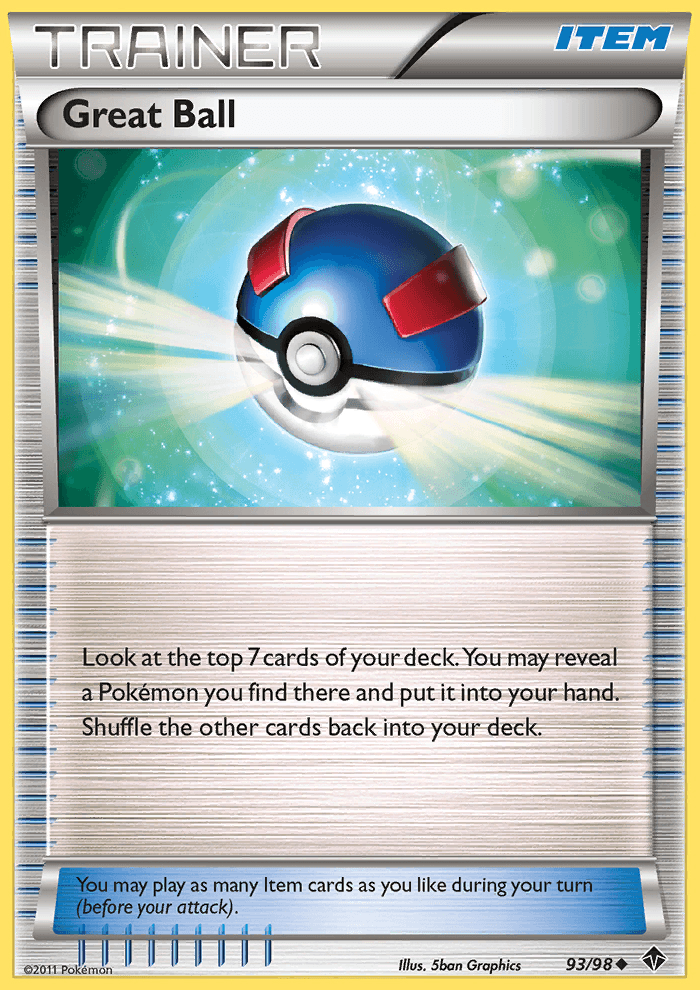 TRAINER
ITEM
Great Ball
Look at the top 7 cards of your deck. You may reveal
a Pokémon you find there and put it into your hand.
Shuffle the other cards back into your deck.
You may play as many Item cards as you like during your turn
(before your attack).
©2011 Pokémon
Illus. 5ban Graphics
93/98